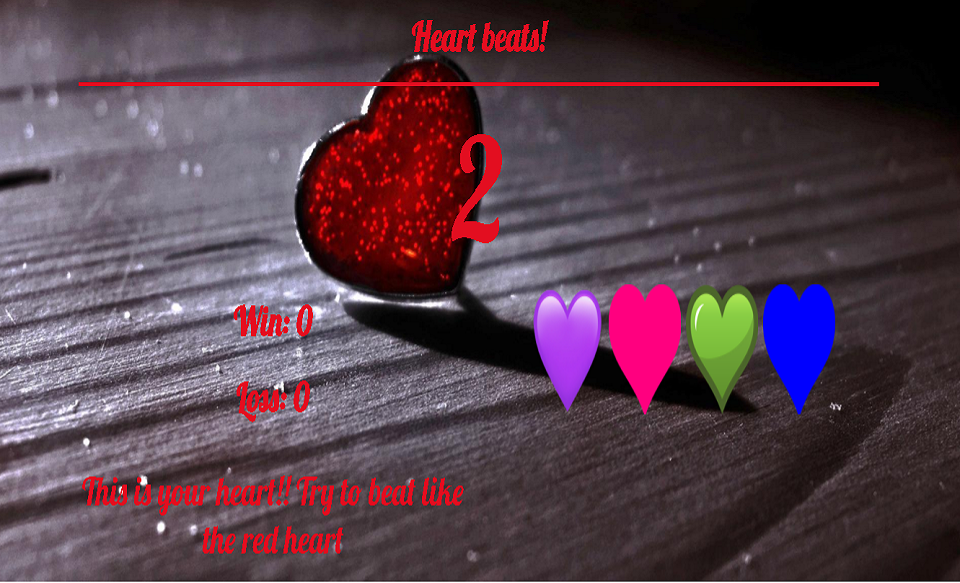 Heart beats!
2
Win: 0
Loss: 0
This is your heart!! Try to beat like
the red heart